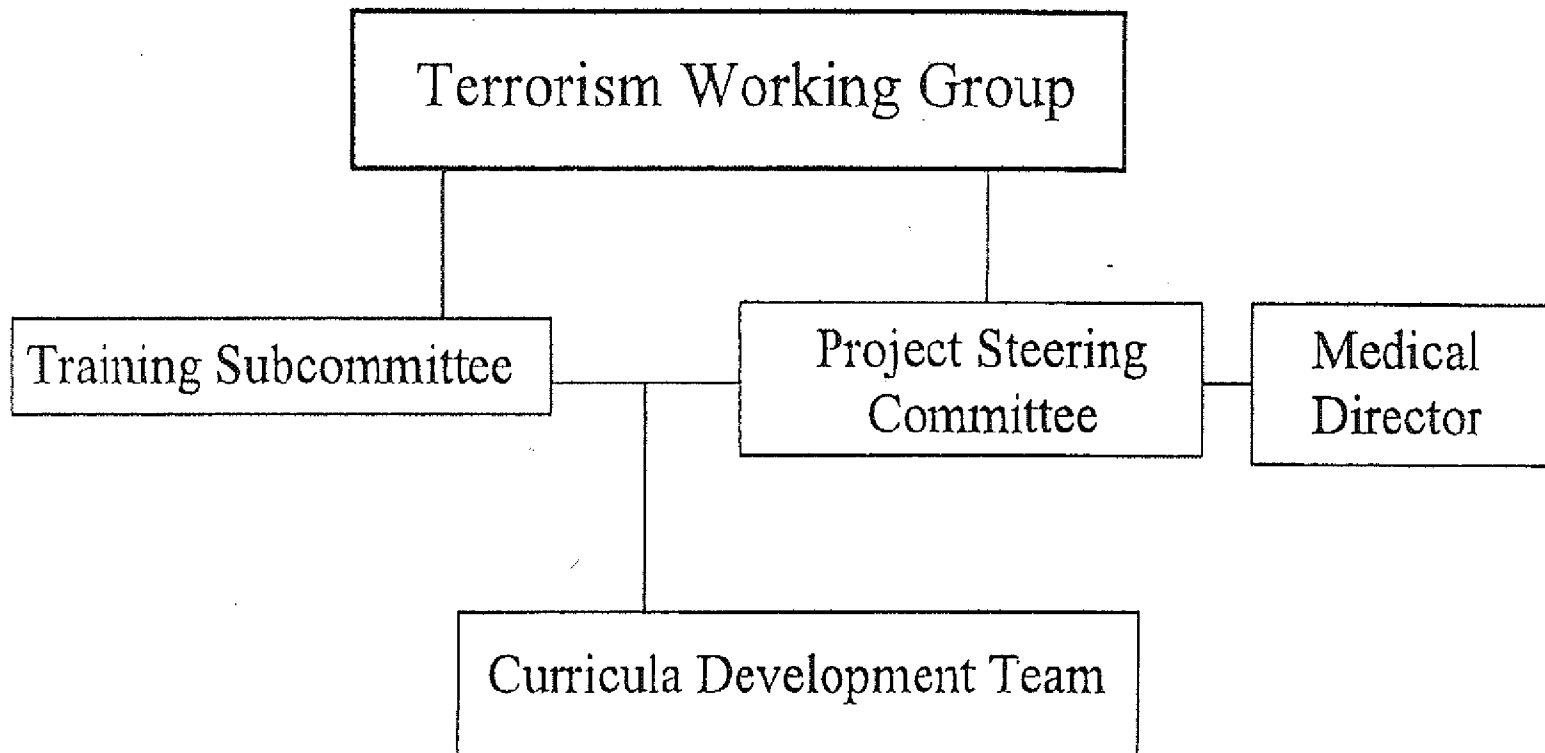 Terrorism Working Group
Training Subcommittee
Project Steering
Committee
Medical
Director
Curricula Development Team